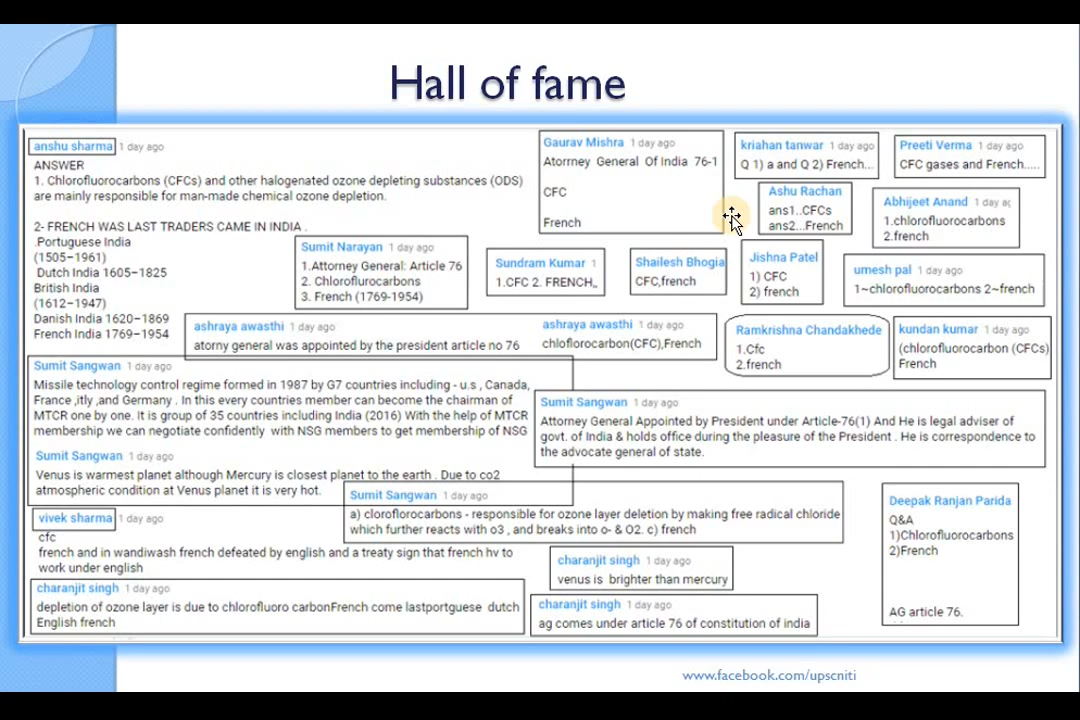 Hall of fame
anshu sharma 1 day ago
ANSWER
1. Chlorofluorocarbons (CFCs) and other halogenated ozone depleting substances (ODS)
are mainly responsible for man-made chemical ozone depletion.
2- FRENCH WAS LAST TRADERS CAME IN INDIA .
.Portuguese India
(1505–1961)
Dutch India 1605–1825
British India
(1612–1947)
Danish India 1620–1869
French India 1769–1954
Gaurav Mishra 1 day ago
Atorrney General Of India 76-1
CFC
French
kriahan tanwar 1 day ago
Q 1) a and Q 2) French...
Preeti Verma 1 day ago
CFC gases and French.....
Ashu Rachan
ans1..CFCs
ans2...French
Abhijeet Anand 1 day ag
1.chlorofluorocarbons
2.french
Sumit Narayan 1 day ago
1.Attorney General: Article 76
2. Chloroflurocarbons
3. French (1769-1954)
Sundram Kumar 1
1.CFC 2. FRENCH,,
Shailesh Bhogia
CFC,french
Jishna Patel
1) CFC
2) french
umesh pal 1 day ago
1~chlorofluorocarbons 2~french
ashraya awasthi 1 day ago
atorny general was appointed by the president article no 76
ashraya awasthi 1 day ago
chloflorocarbon(CFC),French
Ramkrishna Chandakhede
1.Cfc
2.french
kundan kumar 1 day ago
(chlorofluorocarbon (CFCs)
French
Sumit Sangwan 1 day ago
Missile technology control regime formed in 1987 by G7 countries including - u.s , Canada,
France ,itly ,and Germany . In this every countries member can become the chairman of
MTCR one by one. It is group of 35 countries including India (2016) With the help of MTCR
membership we can negotiate confidently with NSG members to get membership of NSG
Sumit Sangwan 1 day ago
Attorney General Appointed by President under Article-76(1) And He is legal adviser of
govt. of India & holds office during the pleasure of the President . He is correspondence to
the advocate general of state.
Sumit Sangwan 1 day ago
Venus is warmest planet although Mercury is closest planet to the earth . Due to co2
atmospheric condition at Venus planet it is very hot.
Sumit Sangwan 1 day ago
a) cloroflorocarbons - responsible for ozone layer deletion by making free radical chloride
which further reacts with o3 , and breaks into o- & O2. c) french
Deepak Ranjan Parida
Q&A
1)Chlorofluorocarbons
2)French
AG article 76.
vivek sharma 1 day ago
cfc
french and in wandiwash french defeated by english and a treaty sign that french hv to
work under english
charanjit singh 1 day ago
venus is brighter than mercury
charanjit singh 1 day ago
depletion of ozone layer is due to chlorofluoro carbonFrench come lastportguese dutch
English french
charanjit singh 1 day ago
ag comes under article 76 of constitution of india
www.facebook.com/upscniti